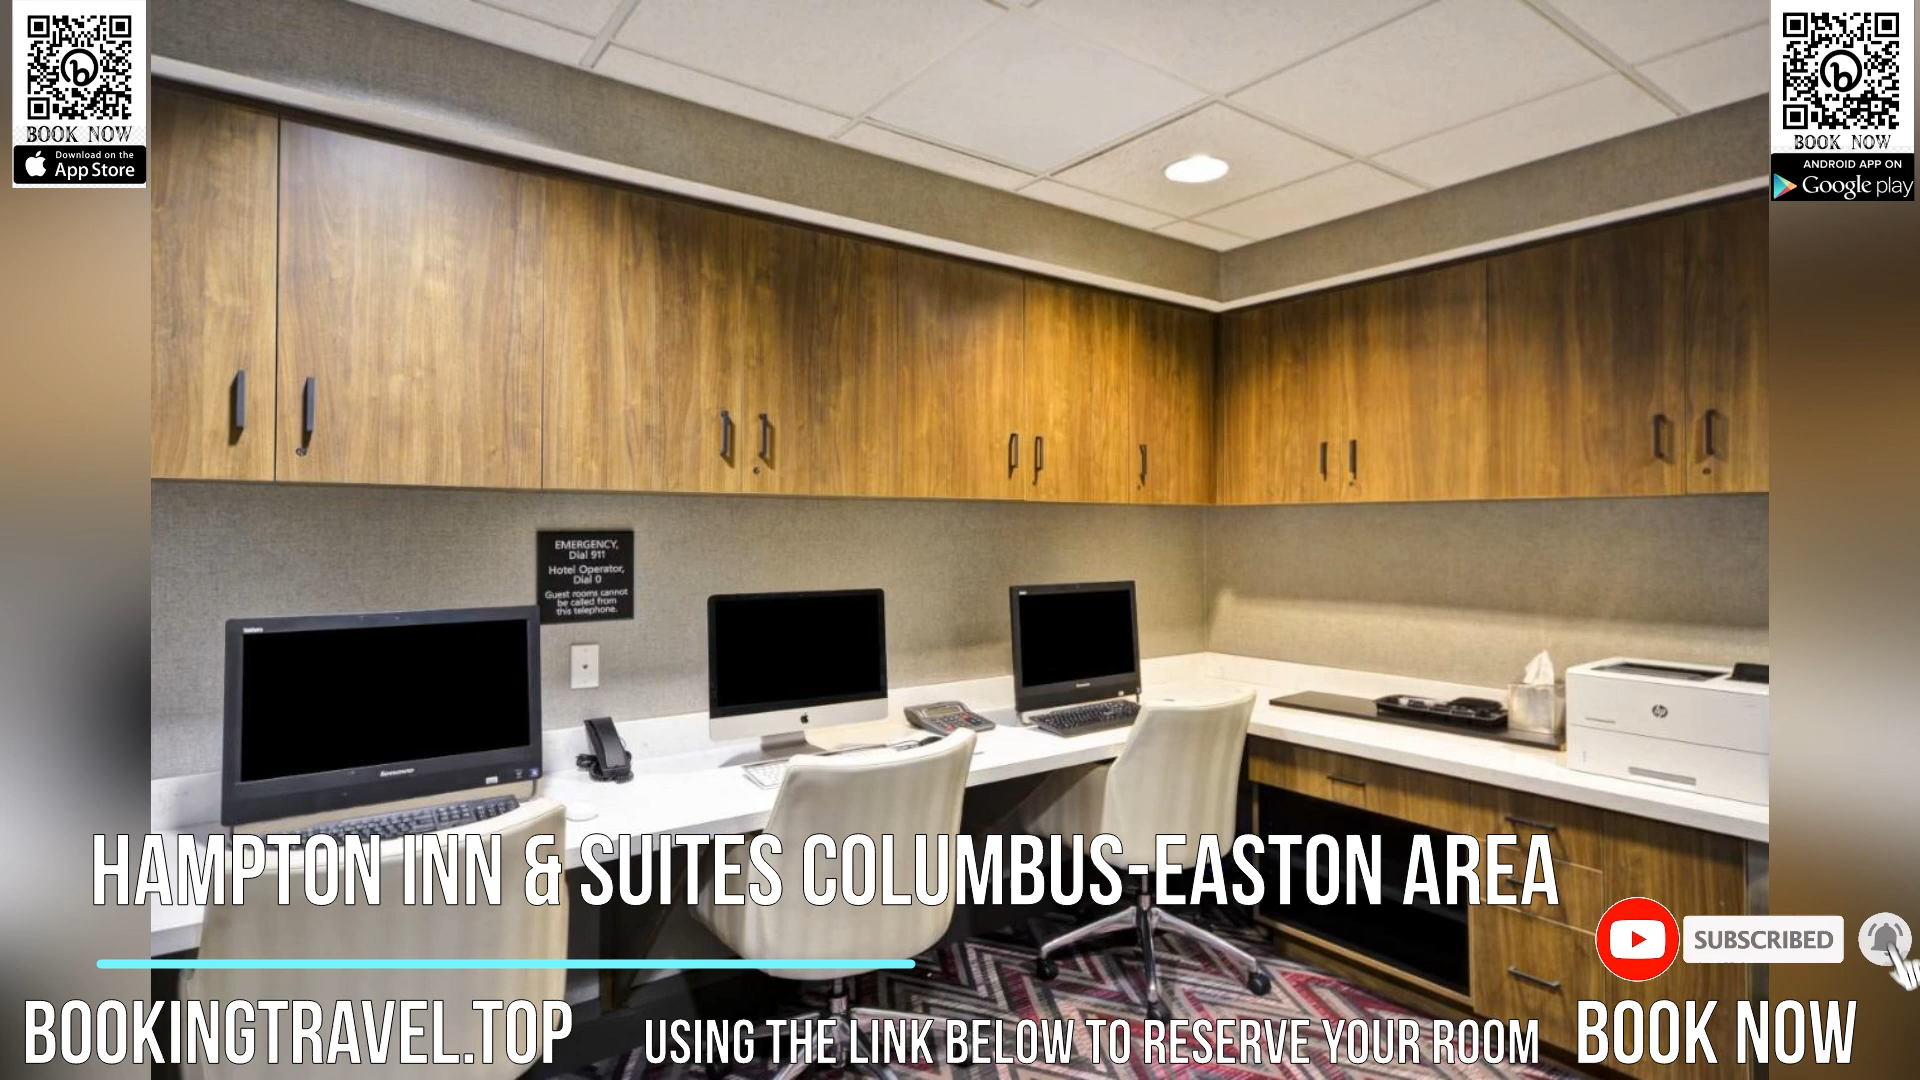 BOOK NOW
Download on the
App Store
BOOK NOW
ANDROID APP ON
Google play
EMERGENCY,
Dial 911
Hotel Operator,
Dial 0
Guest rooms cannot
be called from
this telephone.
Lenovo
hp
HAMPTON INN & SUITES COLUMBUS-EASTON AREA
SUBSCRIBED
BOOKINGTRAVEL.TOP
USING THE LINK BELOW TO RESERVE YOUR ROOM
BOOK NOW